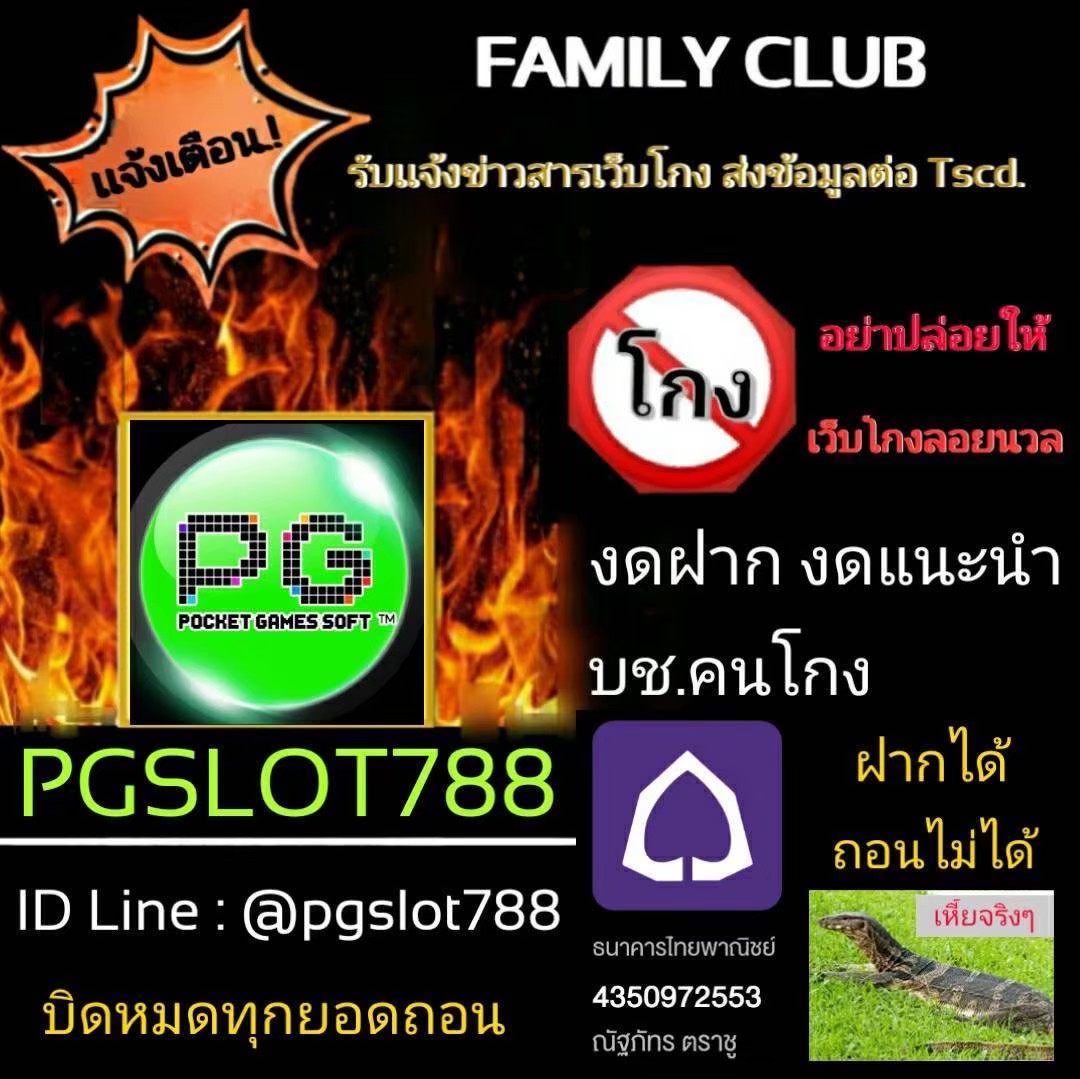 FAMILY CLUB
แจ้งเตือน.!
รับแจ้งข่าวสารเว็บโกง ส่งข้อมูลต่อ Tscd.
โกง
อย่าปล่อยให้
เว็บโกงลอยนวล
PG
POCKET GAMES SOFT ™
งดฝาก งดแนะนำ
บช.คนโกง
PGSLOT788
ฝากได้
ถอนไม่ได้
ID Line : @pgslot788
เหี้ยจริงๆ
ธนาคารไทยพาณิชย์
4350972553
ณัฐภัทร ตราชู
บิดหมดทุกยอดถอน